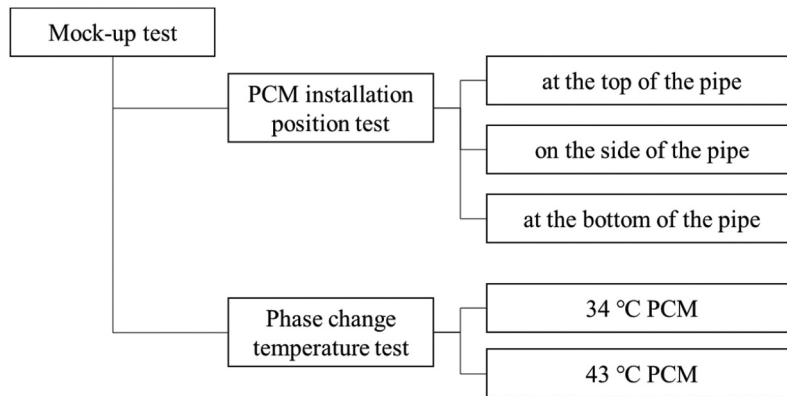 Mock-up test
PCM installation
position test
at the top of the pipe
on the side of the pipe
at the bottom of the pipe
Phase change
temperature test
34 ℃ PCM
43 ℃ PCM